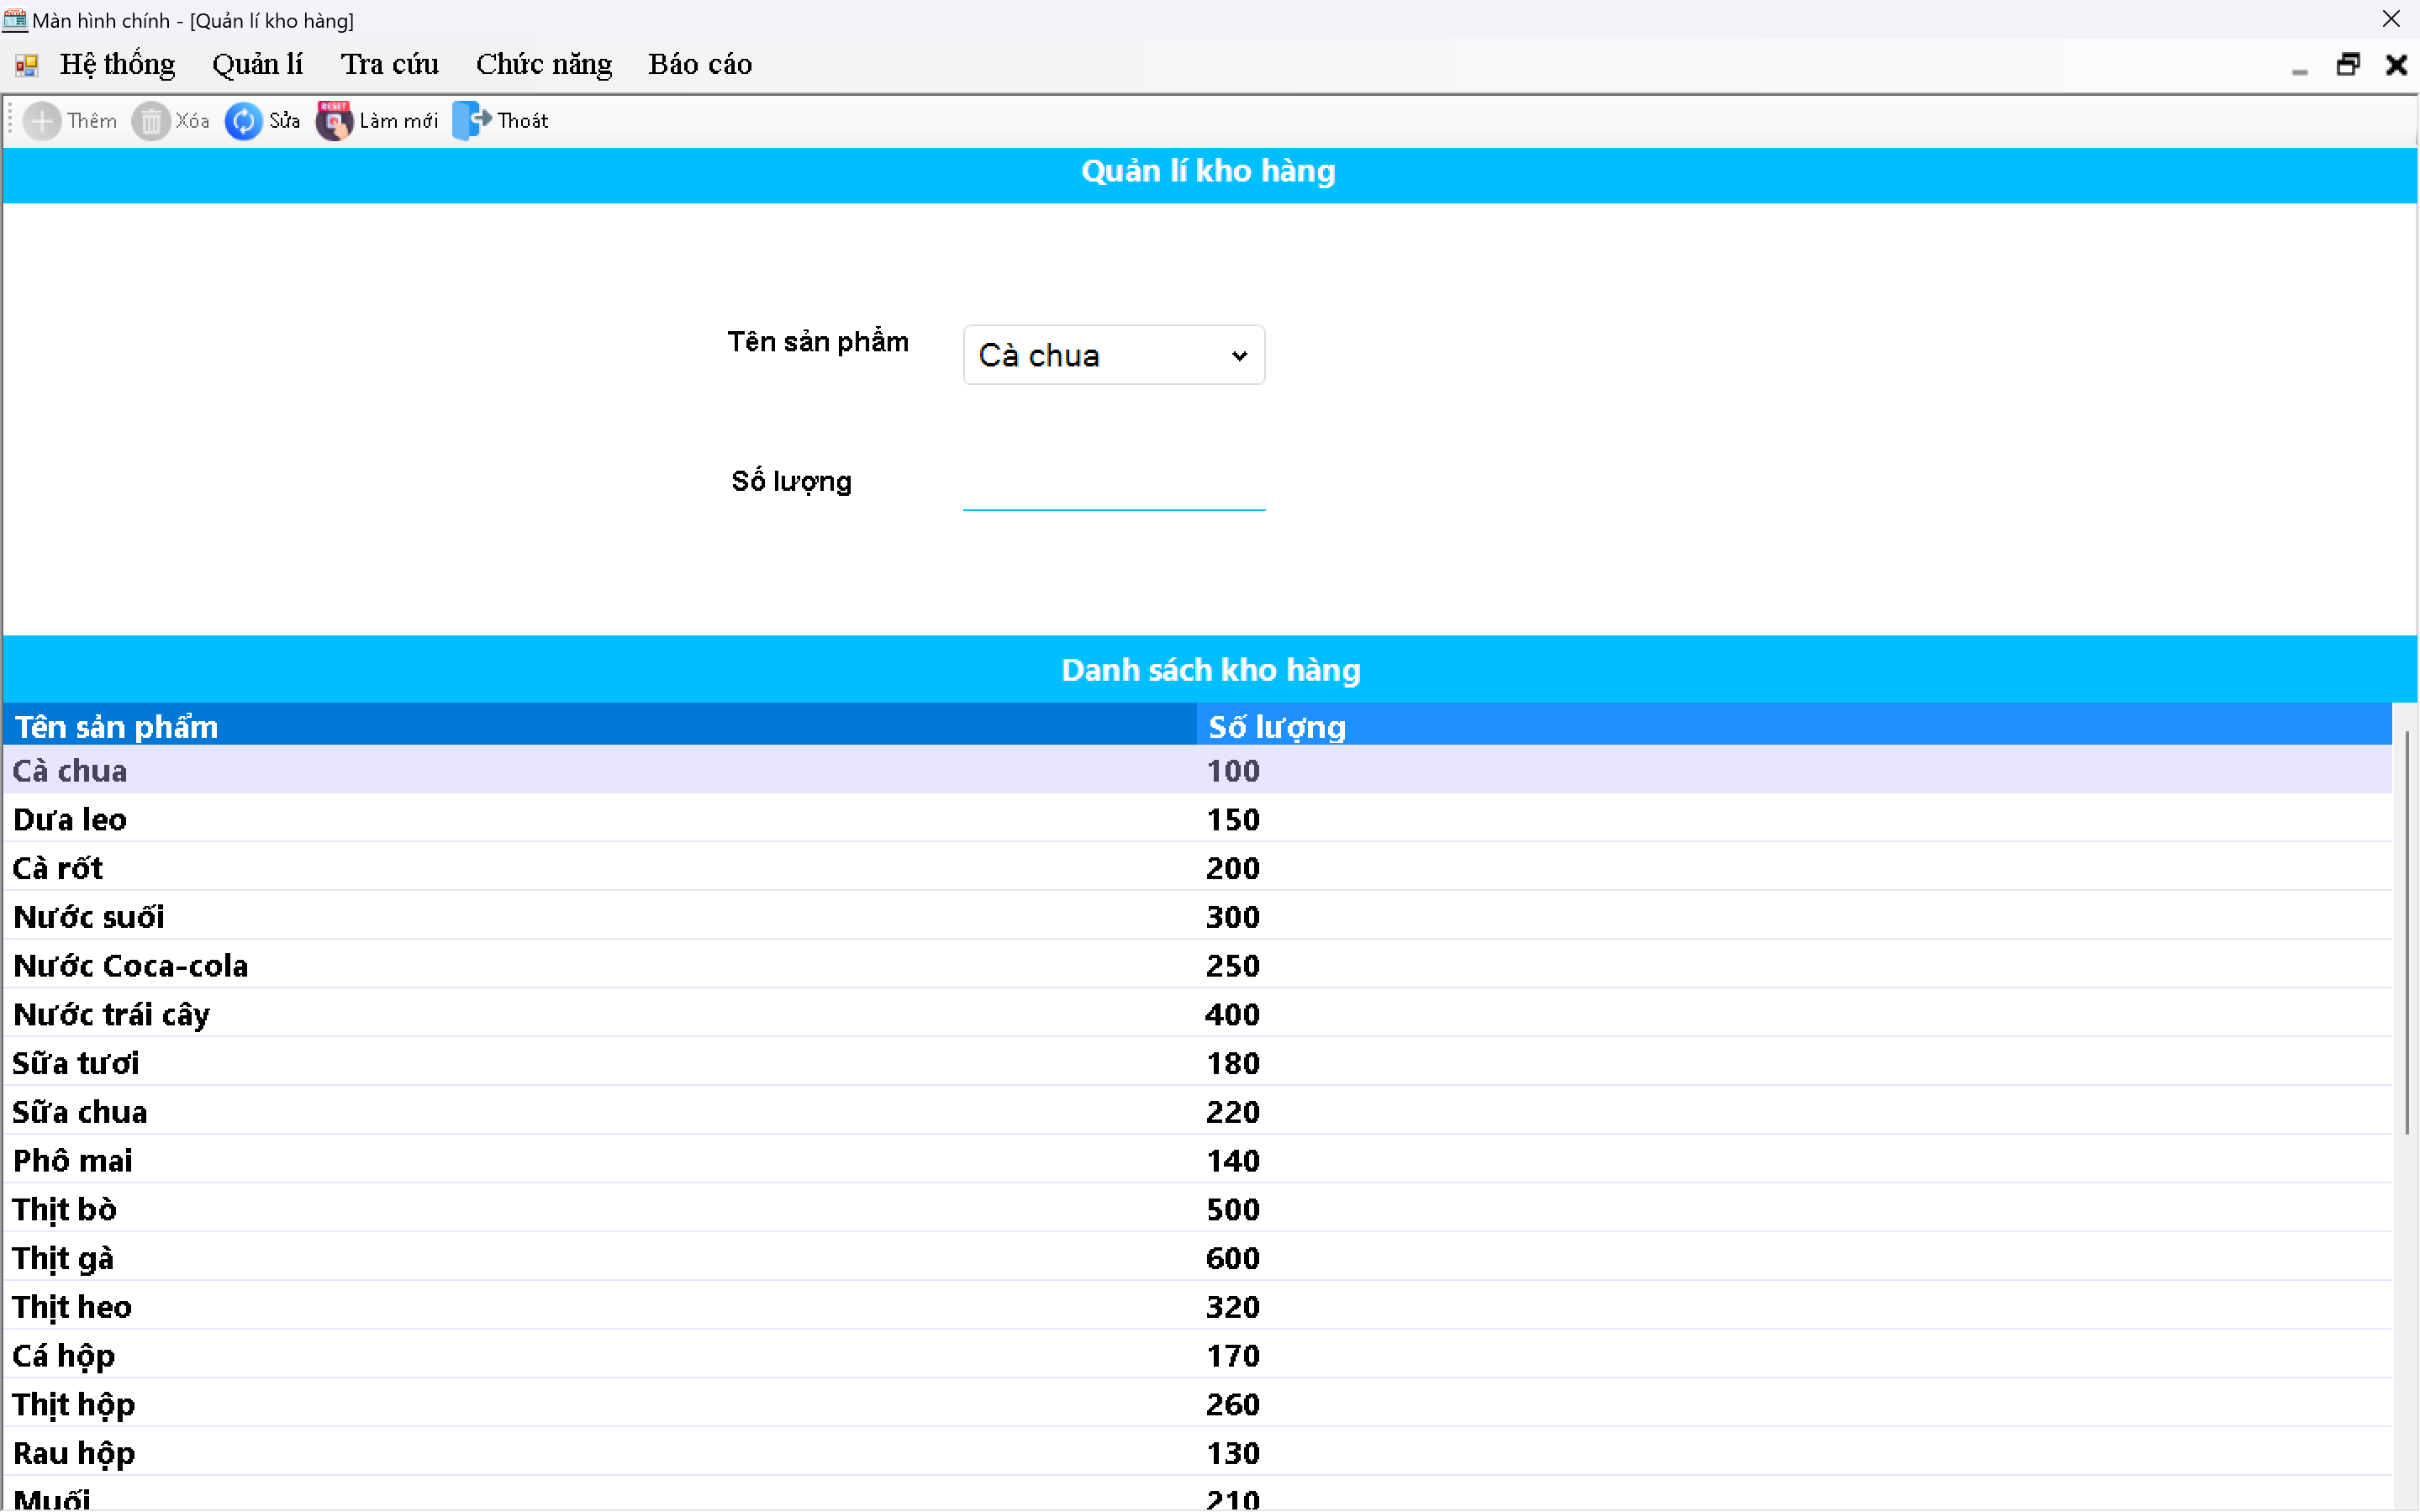 Màn hình chính - [Quản lí kho hàng]
Hệ thống Quản lí Tra cứu Chức năng Báo cáo
Thêm Xóa Sửa RESET Làm mới Thoát
Quản lí kho hàng
Tên sản phẩm Cà chua
Số lượng
Danh sách kho hàng
Tên sản phẩm Số lượng
Cà chua 100
Dưa leo 150
Cà rốt 200
Nước suối 300
Nước Coca-cola 250
Nước trái cây 400
Sữa tươi 180
Sữa chua 220
Phô mai 140
Thịt bò 500
Thịt gà 600
Thịt heo 320
Cá hộp 170
Thịt hộp 260
Rau hộp 130
Muối 210